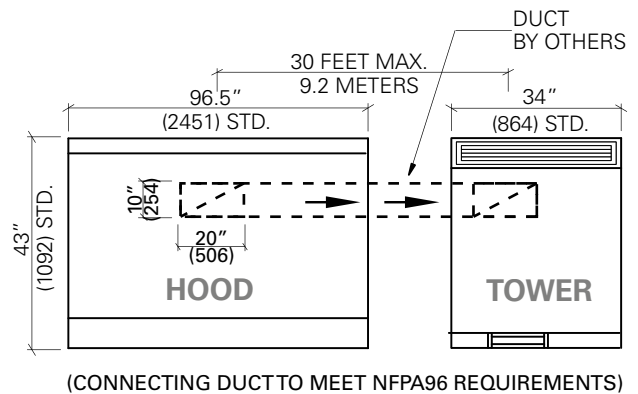 DUCT
BY OTHERS
30 FEET MAX.
9.2 METERS
96.5"
(2451) STD.
34"
(864) STD.
10"
(254)
20"
(506)
43"
(1092) STD.
HOOD
TOWER
(CONNECTING DUCT TO MEET NFPA96 REQUIREMENTS)